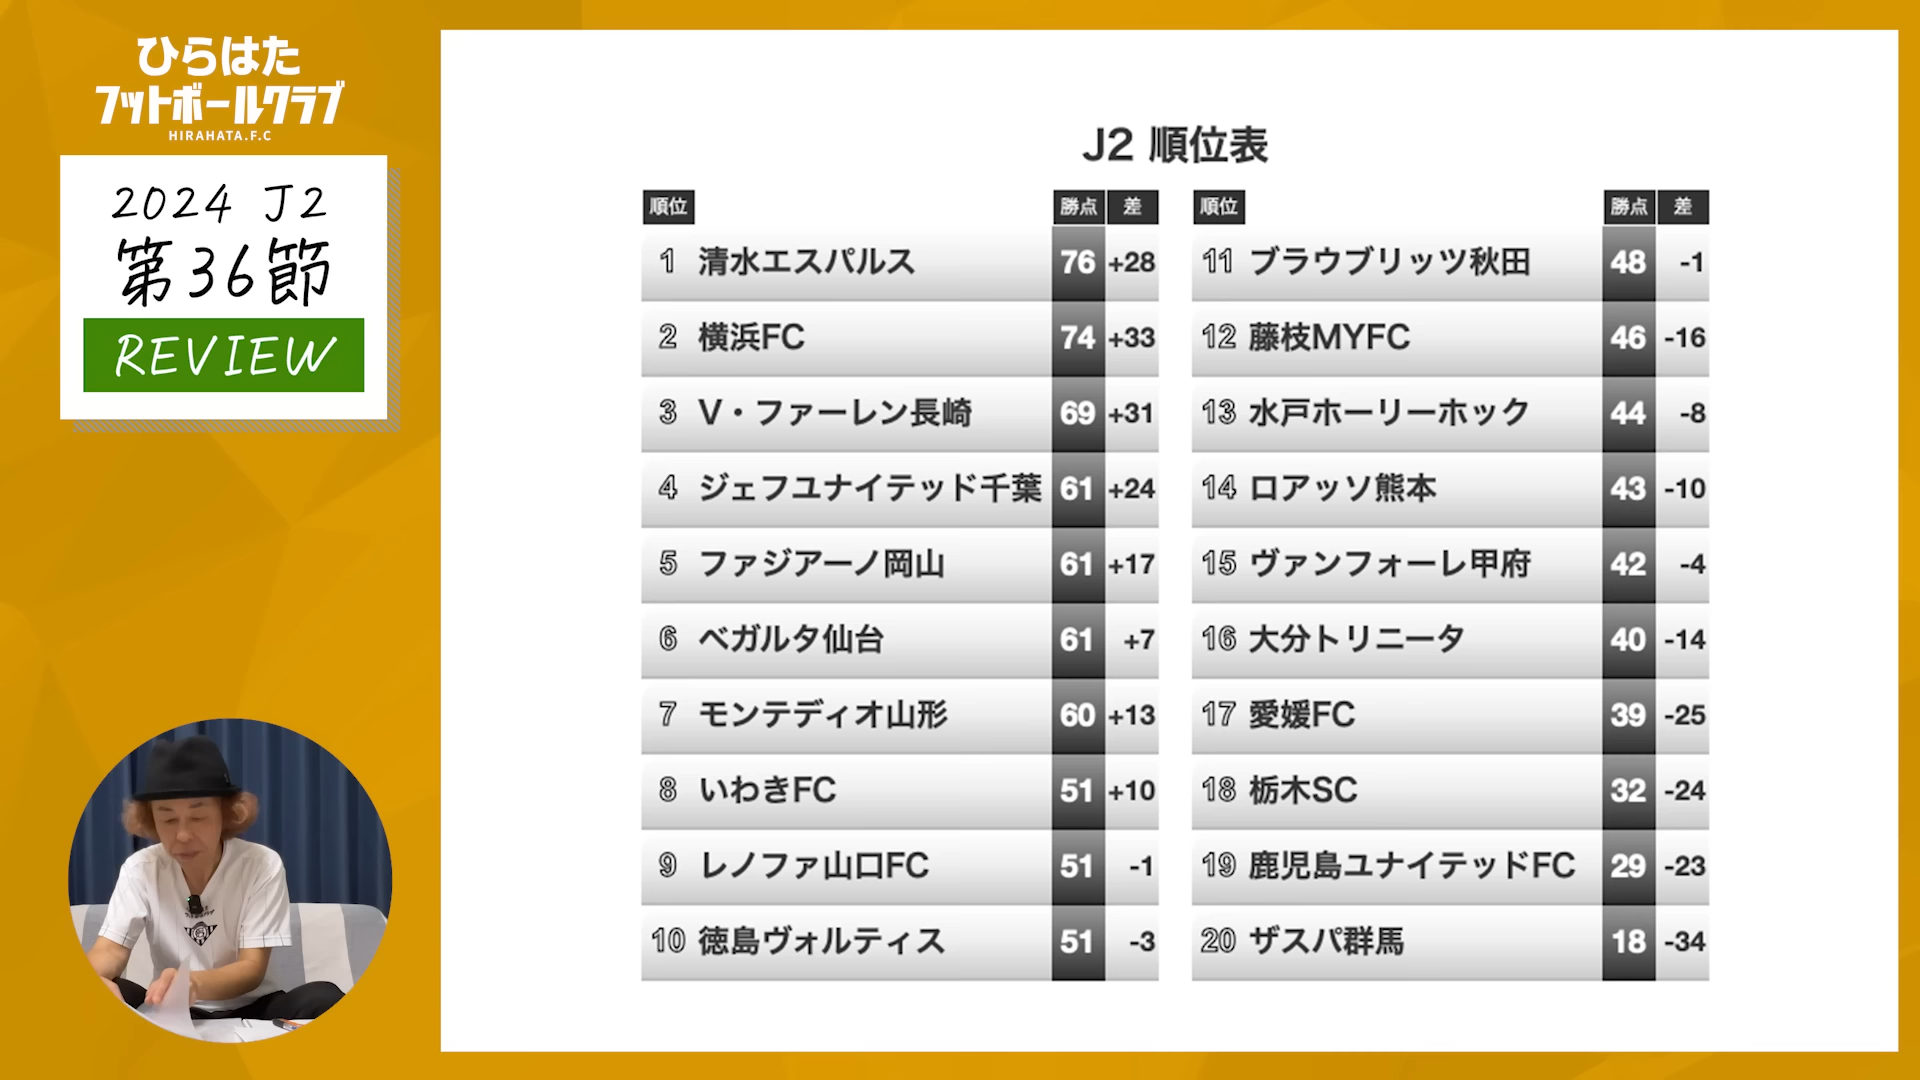 ひらはた
フットボールクラブ
HIRAHATA.F.C
2024 J2
第36節
REVIEW
J2 順位表
順位 勝点 差
1 清水エスパルス 76 +28
2 横浜FC 74 +33
3 V・ファーレン長崎 69 +31
4 ジェフユナイテッド千葉 61 +24
5 ファジアーノ岡山 61 +17
6 ベガルタ仙台 61 +7
7 モンテディオ山形 60 +13
8 いわきFC 51 +10
9 レノファ山口FC 51 -1
10 徳島ヴォルティス 51 -3
順位 勝点 差
11 ブラウブリッツ秋田 48 -1
12 藤枝MYFC 46 -16
13 水戸ホーリーホック 44 -8
14 ロアッソ熊本 43 -10
15 ヴァンフォーレ甲府 42 -4
16 大分トリニータ 40 -14
17 愛媛FC 39 -25
18 栃木SC 32 -24
19 鹿児島ユナイテッドFC 29 -23
20 ザスパ群馬 18 -34